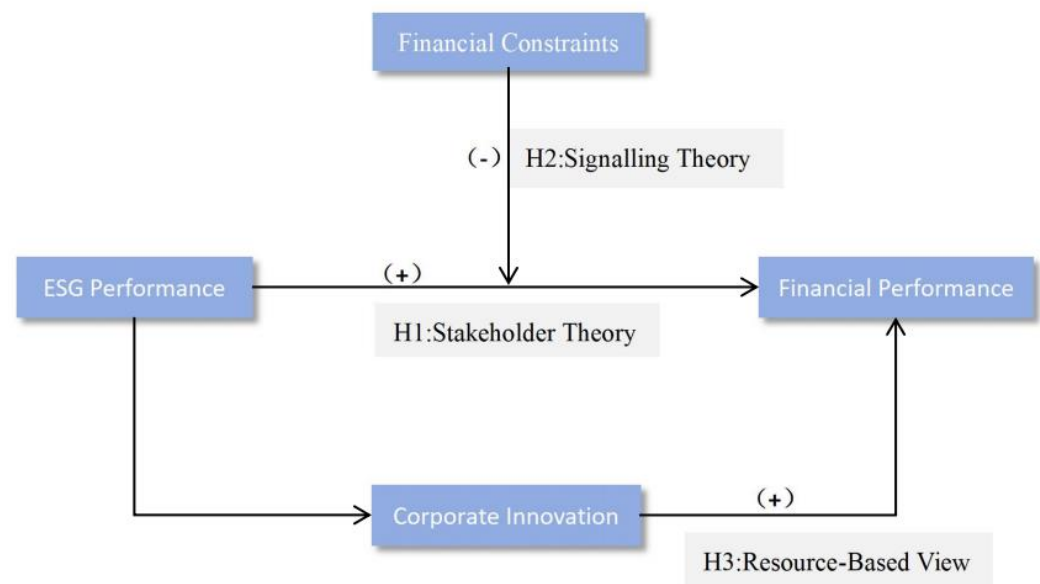 Financial Constraints
(-)
H2:Signalling Theory
ESG Performance
(+)
Financial Performance
H1:Stakeholder Theory
Corporate Innovation
(+)
H3:Resource-Based View